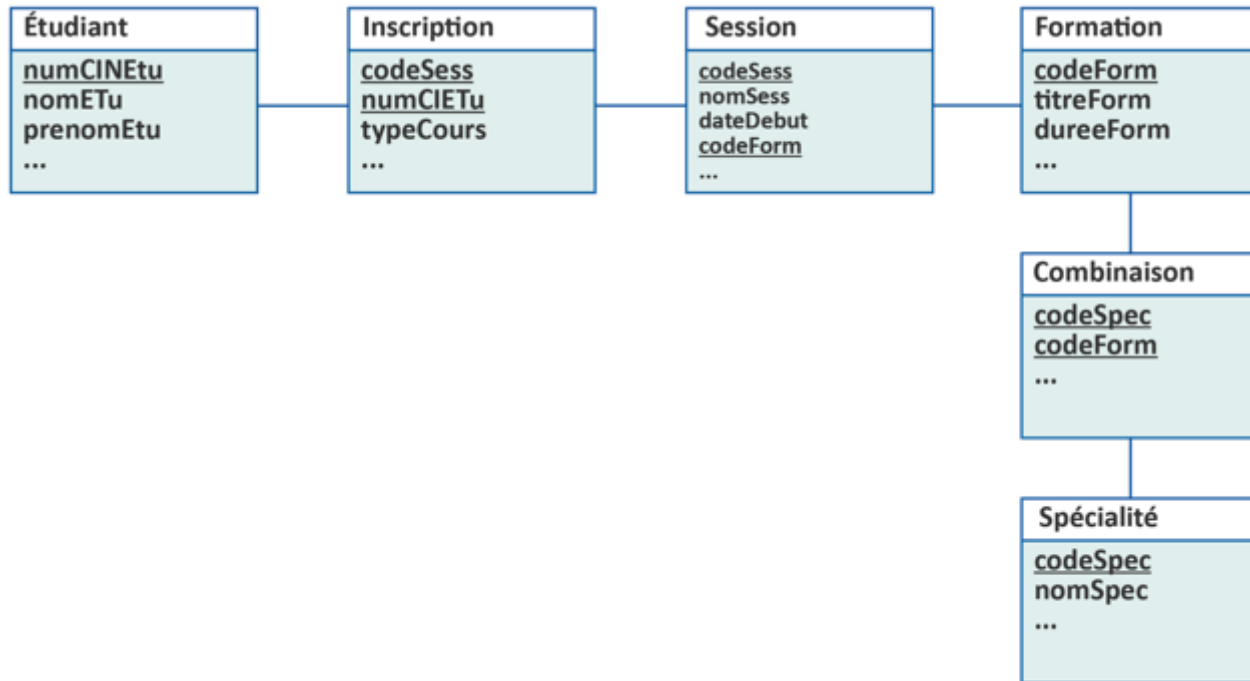 Étudiant
numCINEtu
nomETu
prenomEtu
...
Inscription
codeSess
numCIETu
typeCours
...
Session
codeSess
nomSess
dateDebut
codeForm
...
Formation
codeForm
titreForm
dureeForm
...
Combinaison
codeSpec
codeForm
...
Spécialité
codeSpec
nomSpec
...